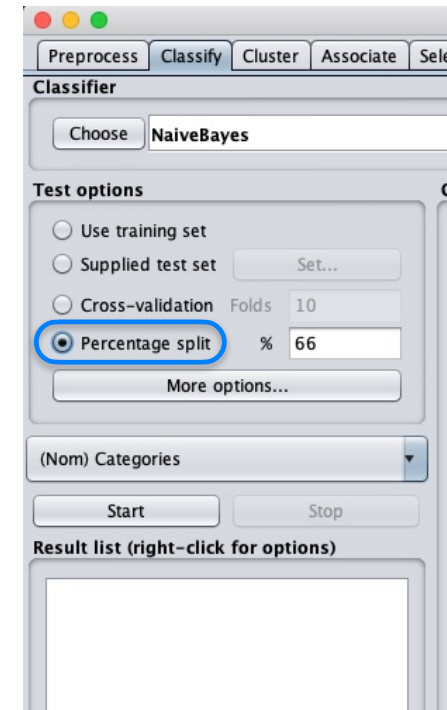 Preprocess Classify Cluster Associate Sele
Classifier
Choose NaiveBayes
Test options
Use training set
Supplied test set Set...
Cross-validation Folds 10
Percentage split % 66
More options...
(Nom) Categories
Start Stop
Result list (right-click for options)